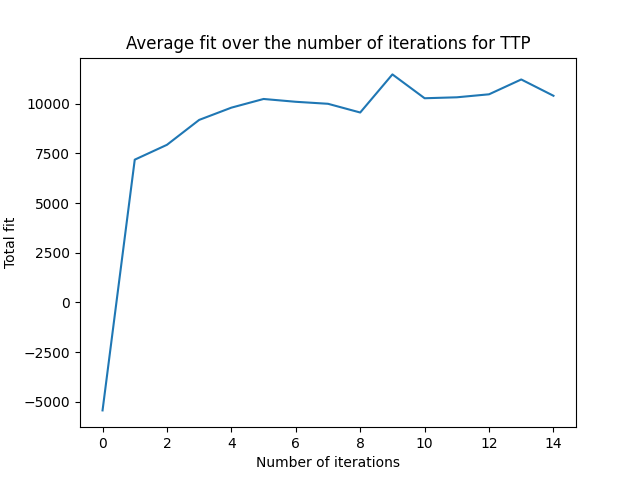 Average fit over the number of iterations for TTP
Total fit
10000
7500
5000
2500
0
−2500
−5000
0 2 4 6 8 10 12 14
Number of iterations